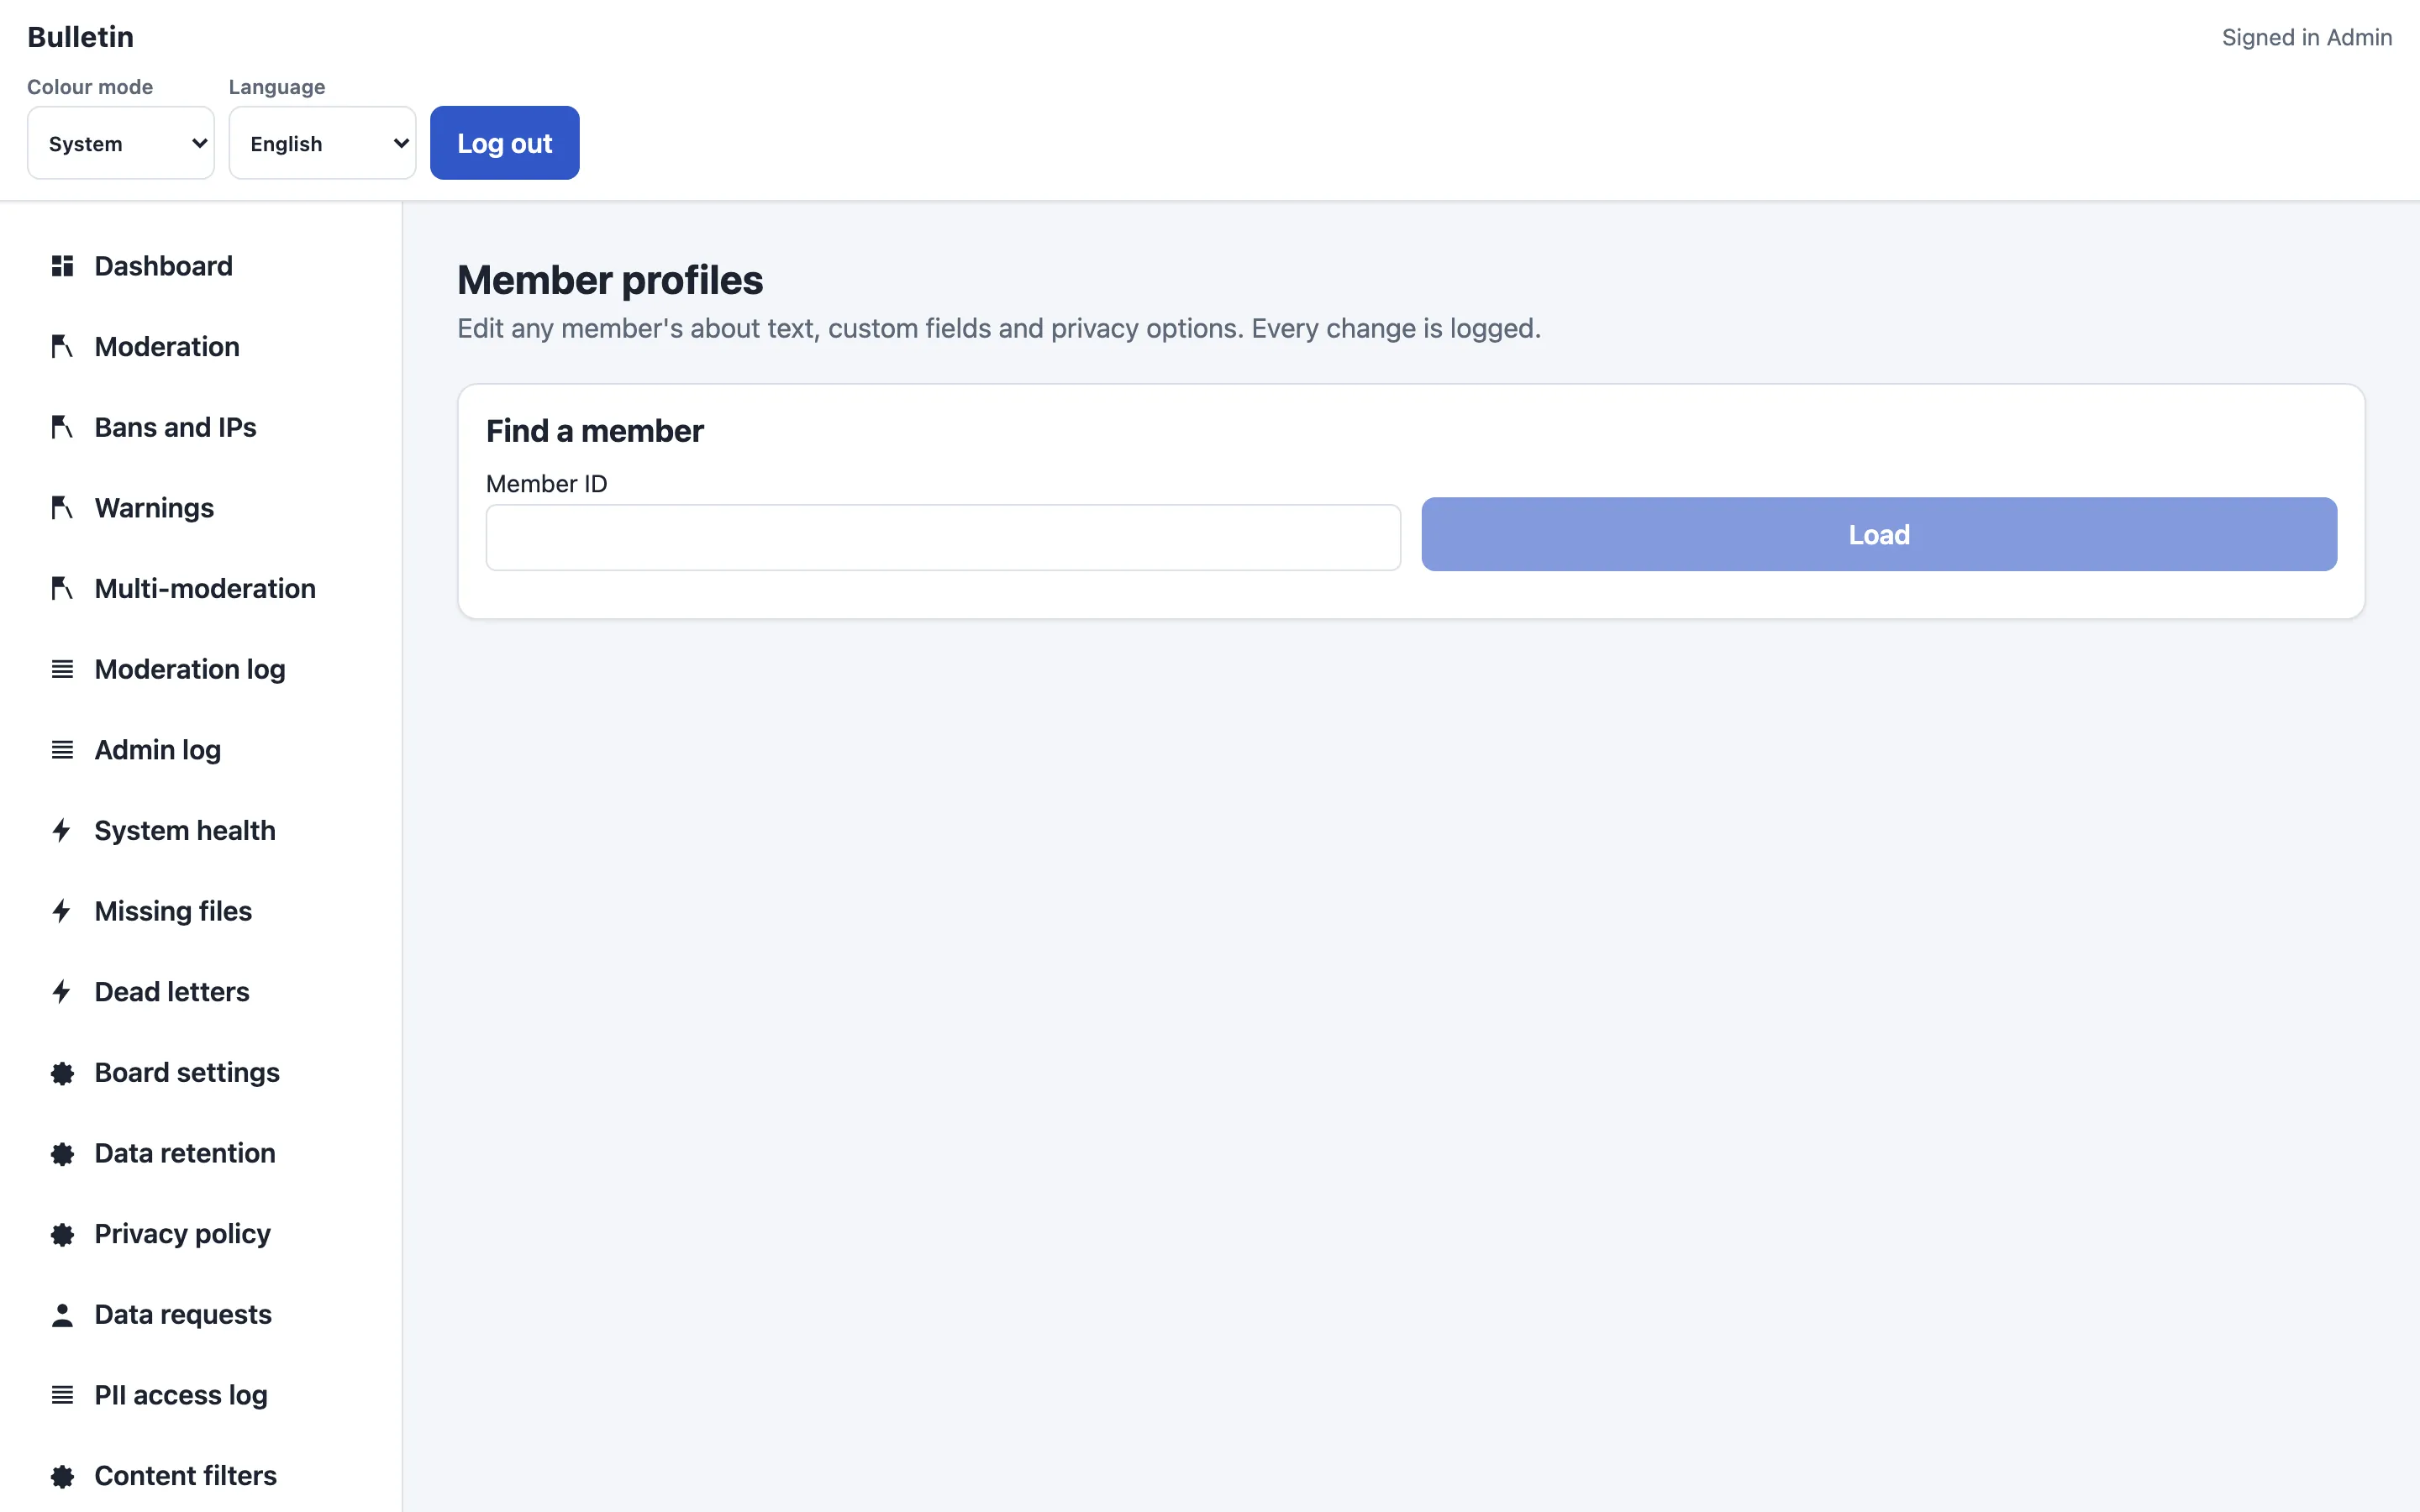 Bulletin
Signed in Admin
Colour mode
Language
System
English
Log out
Dashboard
Moderation
Bans and IPs
Warnings
Multi-moderation
Moderation log
Admin log
System health
Missing files
Dead letters
Board settings
Data retention
Privacy policy
Data requests
PII access log
Content filters
Member profiles
Edit any member's about text, custom fields and privacy options. Every change is logged.
Find a member
Member ID
Load